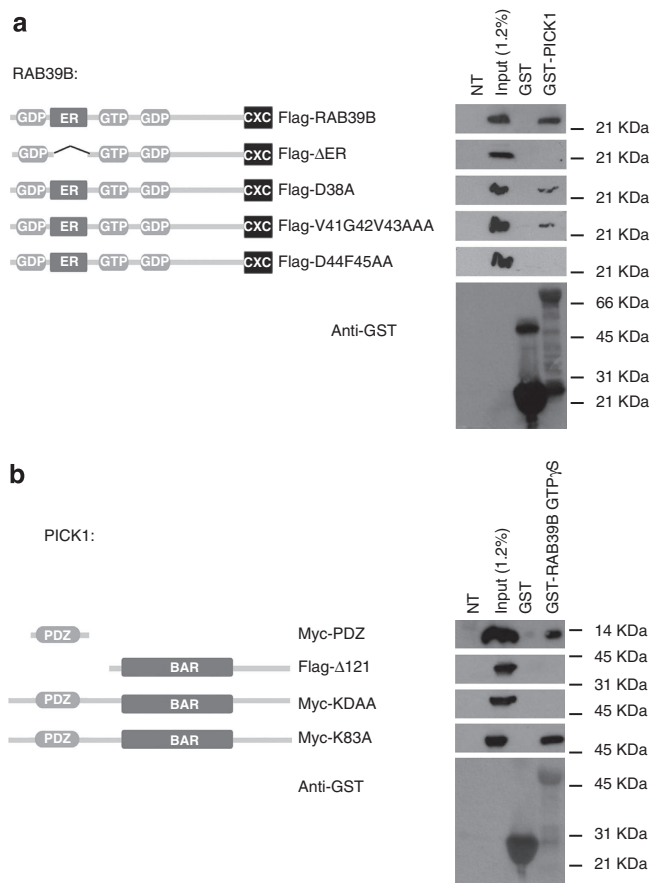 a
RAB39B:
NT
Input (1.2%)
GST
GST-PICK1
GDP ER GTP GDP CXC Flag-RAB39B
21 KDa
GDP GTP GDP CXC Flag-ΔER
21 KDa
GDP ER GTP GDP CXC Flag-D38A
21 KDa
GDP ER GTP GDP CXC Flag-V41G42V43AAA
21 KDa
GDP ER GTP GDP CXC Flag-D44F45AA
21 KDa
Anti-GST
66 KDa
45 KDa
31 KDa
21 KDa
b
PICK1:
NT
Input (1.2%)
GST
GST-RAB39B GTPγS
PDZ Myc-PDZ
14 KDa
45 KDa
BAR Flag-Δ121
31 KDa
PDZ BAR Myc-KDAA
45 KDa
PDZ BAR Myc-K83A
45 KDa
Anti-GST
45 KDa
31 KDa
21 KDa